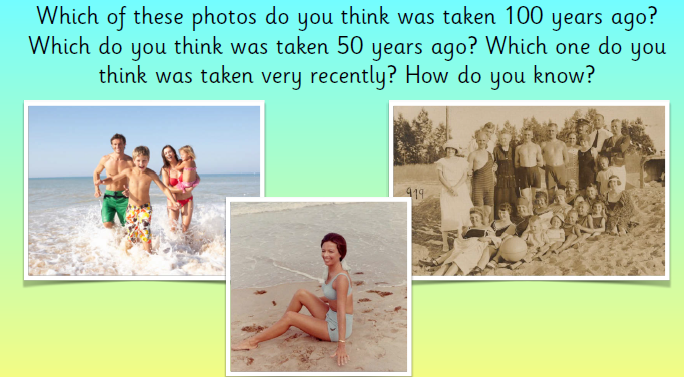 Which of these photos do you think was taken 100 years ago?
Which do you think was taken 50 years ago? Which one do you
think was taken very recently? How do you know?